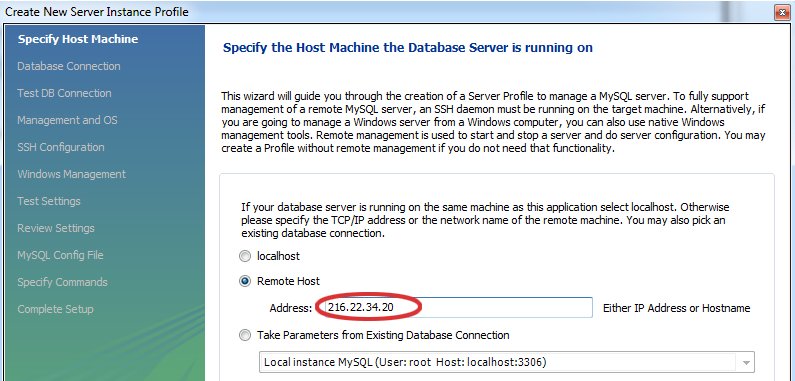 Create New Server Instance Profile
Specify Host Machine
Database Connection
Test DB Connection
Management and OS
SSH Configuration
Windows Management
Test Settings
Review Settings
MySQL Config File
Specify Commands
Complete Setup
Specify the Host Machine the Database Server is running on
This wizard will guide you through the creation of a Server Profile to manage a MySQL server. To fully support
management of a remote MySQL server, an SSH daemon must be running on the target machine. Alternatively, if
you are going to manage a Windows server from a Windows computer, you can also use native Windows
management tools. Remote management is used to start and stop a server and do server configuration. You may
create a Profile without remote management if you do not need that functionality.
If your database server is running on the same machine as this application select localhost. Otherwise
please specify the TCP/IP address or the network name of the remote machine. You may also pick an
existing database connection.
localhost
Remote Host
Address: 216.22.34.20 Either IP Address or Hostname
Take Parameters from Existing Database Connection
Local instance MySQL (User: root Host: localhost:3306)